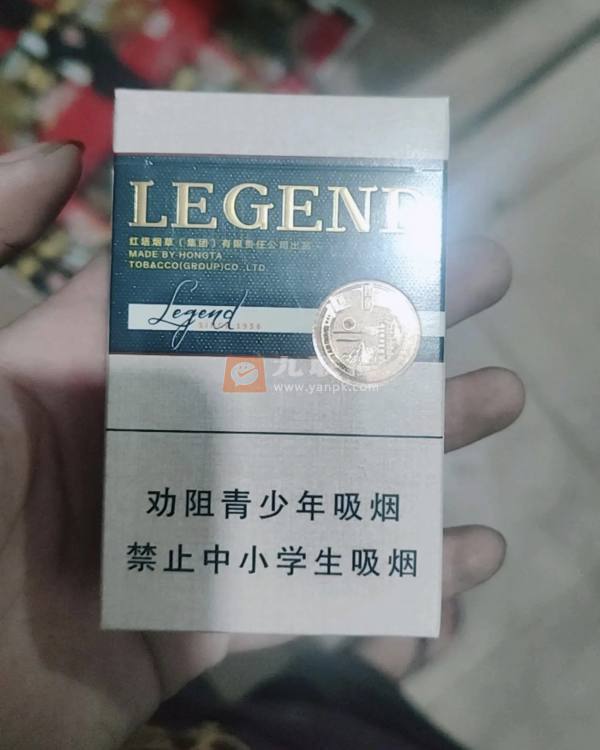 LEGEND
红塔烟草(集团)有限责任公司出品
MADE BY·HONGTA
TOBACCO(GROUP)CO.,LTD.
Legend
SINCE 1956
www.yanpk.com
劝阻青少年吸烟
禁止中小学生吸烟